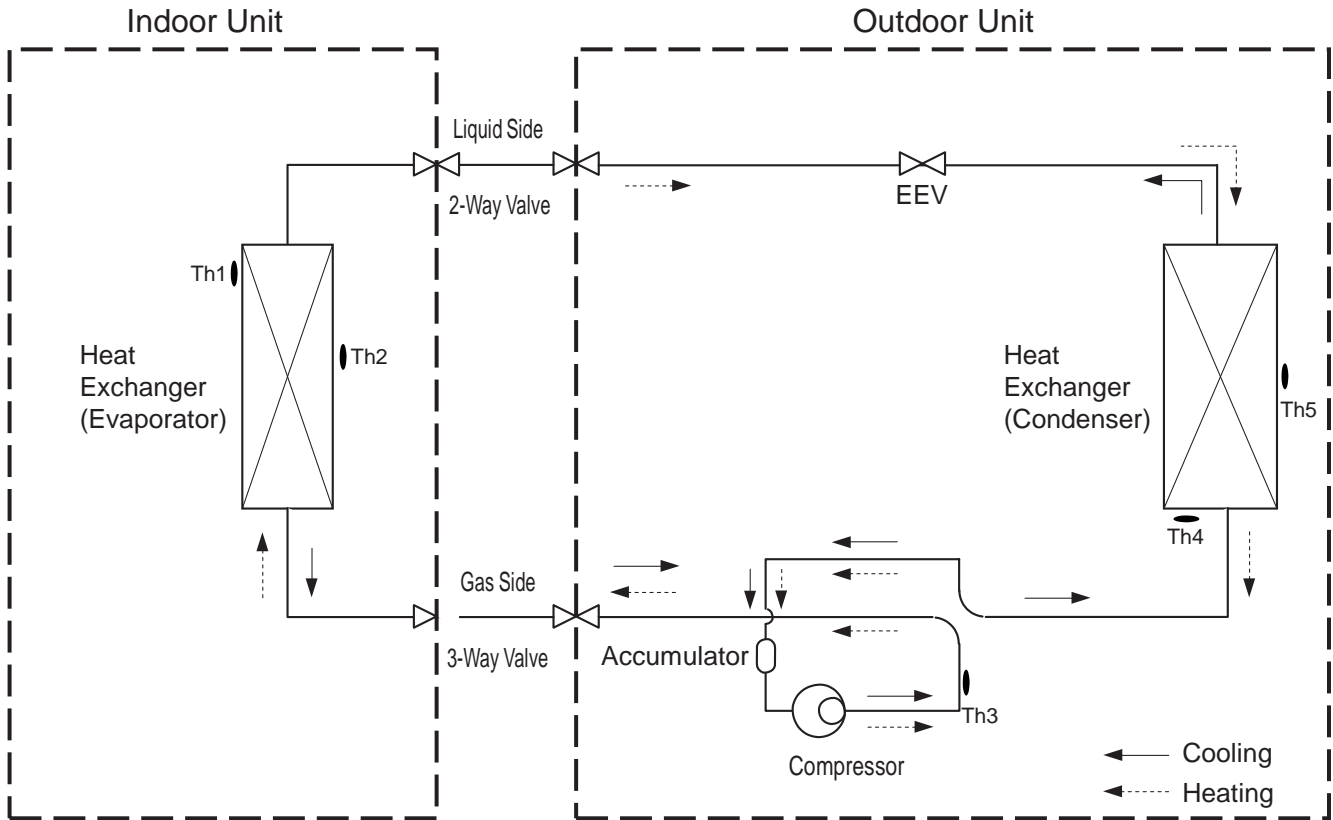 Indoor Unit
Outdoor Unit
Liquid Side
2-Way Valve
EEV
Th1
Th2
Heat
Exchanger
(Evaporator)
Heat
Exchanger
(Condenser)
Th5
Th4
Gas Side
3-Way Valve
Accumulator
Th3
Compressor
Cooling
Heating